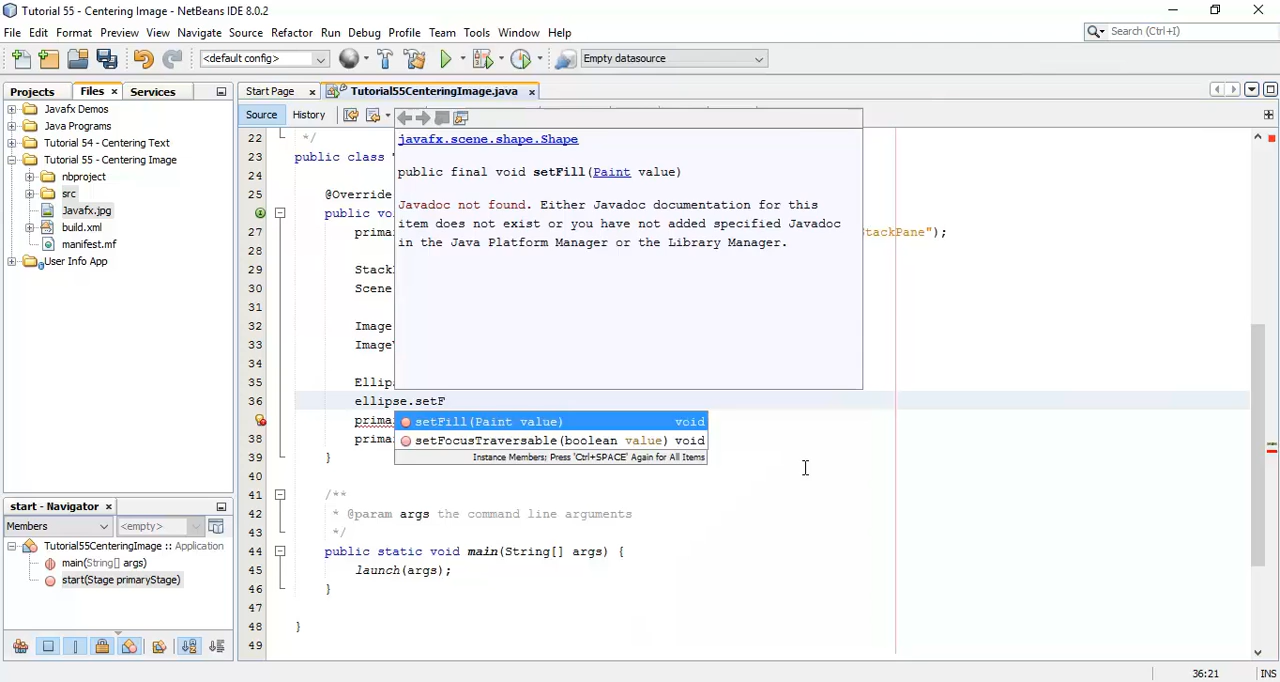 Tutorial 55 - Centering Image - NetBeans IDE 8.0.2
File Edit Format Preview View Navigate Source Refactor Run Debug Profile Team Tools Window Help
Search (Ctrl+I)
<default config>
Empty datasource
Projects Files Services
Start Page Tutorial55CenteringImage.java
Source History
Javafx Demos
Javafx Programs
Tutorial 54 - Centering Text
Tutorial 55 - Centering Image
nbproject
src
Javafx.jpg
build.xml
manifest.mf
User Info App
22 */
23 public class
24
25 @Override
public vo
27 prima StackPane");
28
29 Stack
30 Scene
31
32 Image
33 Image
34
35 Ellip
36 ellipse.setF
prima
38 prima
39 }
40
41 /**
42 * @param args the command line arguments
43 */
44 public static void main(String[] args) {
45 launch(args);
46 }
47
48 }
49
javafx.scene.shape.Shape
public final void setFill(Paint value)
Javadoc not found. Either Javadoc documentation for this
item does not exist or you have not added specified Javadoc
in the Java Platform Manager or the Library Manager.
setFill(Paint value) void
setFocusTraversable(boolean value) void
Instance Members; Press 'Ctrl+SPACE' Again for All Items
start - Navigator
Members <empty>
Tutorial55CenteringImage :: Application
main(String[] args)
start(Stage primaryStage)
36:21 INS